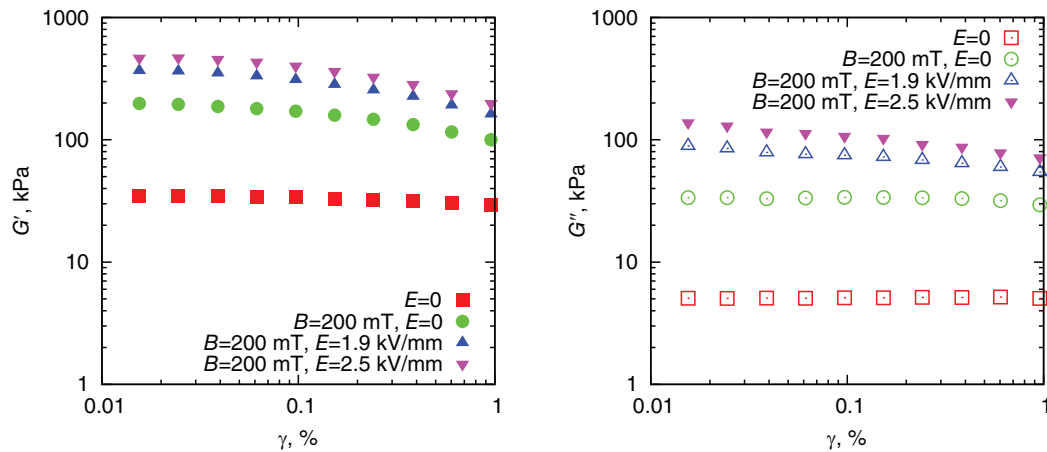 1000
100
10
1
G′, kPa
0.01
0.1
1
γ, %
E=0
B=200 mT, E=0
B=200 mT, E=1.9 kV/mm
B=200 mT, E=2.5 kV/mm
1000
100
10
1
G″, kPa
0.01
0.1
1
γ, %
E=0
B=200 mT, E=0
B=200 mT, E=1.9 kV/mm
B=200 mT, E=2.5 kV/mm